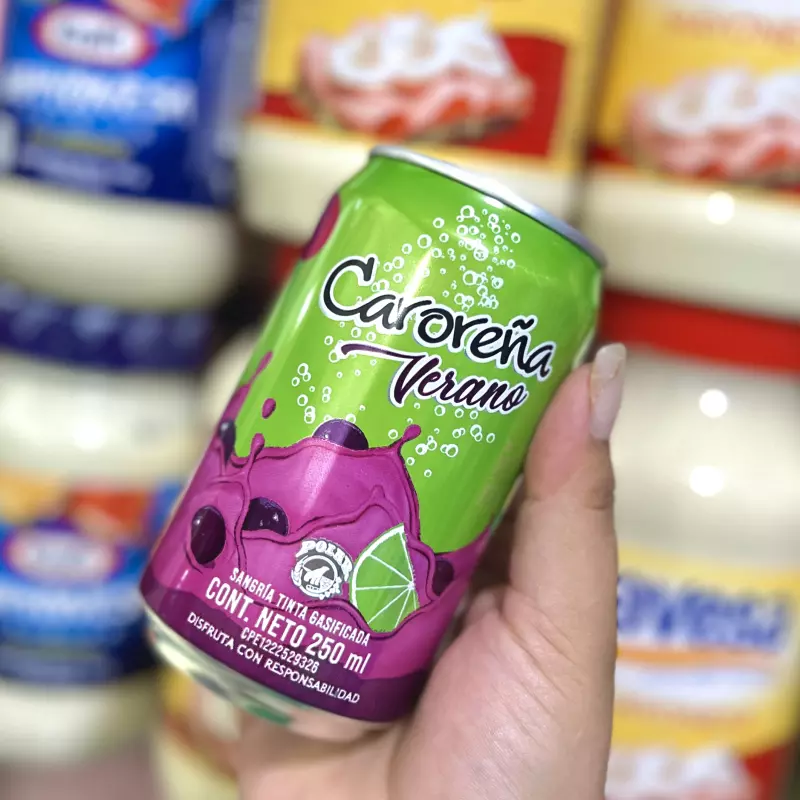 Caroreña
Verano
POLAR
SANGRÍA TINTA GASIFICADA
CONT. NETO 250 ml
CPE1222529326
DISFRUTA CON RESPONSABILIDAD